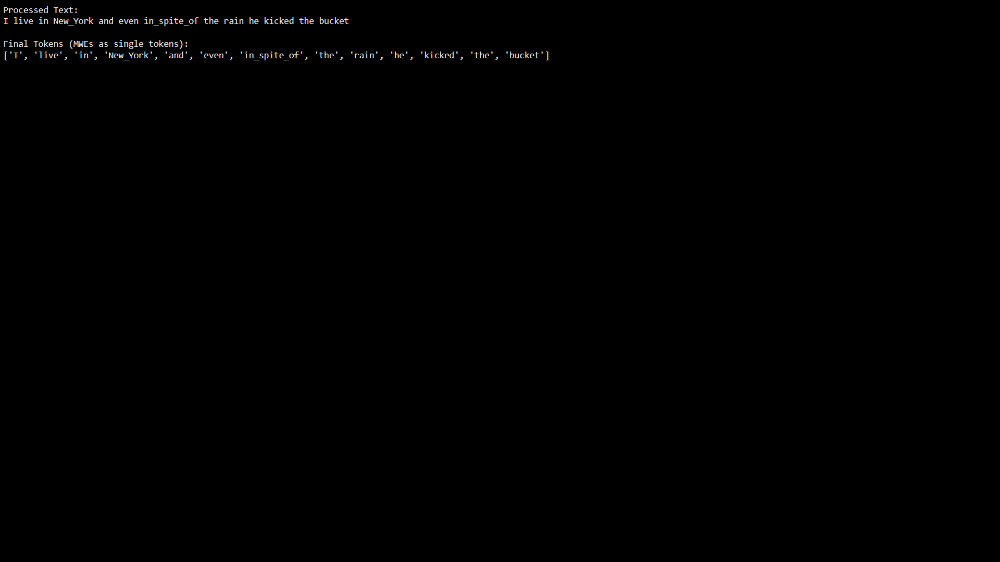 Processed Text:
I live in New_York and even in_spite_of the rain he kicked the bucket
Final Tokens (MWEs as single tokens):
['I', 'live', 'in', 'New_York', 'and', 'even', 'in_spite_of', 'the', 'rain', 'he', 'kicked', 'the', 'bucket']